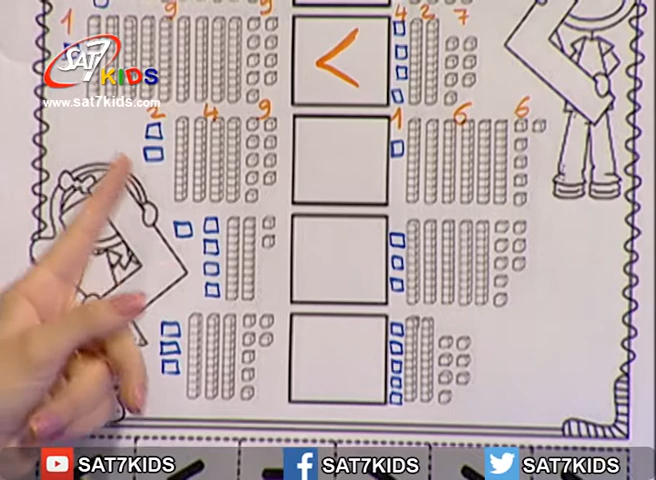 9 9
1 4 2 7
<
SAT7
KIDS
www.sat7kids.com
2 4 9 1 6 6
SAT7KIDS SAT7KIDS SAT7KIDS